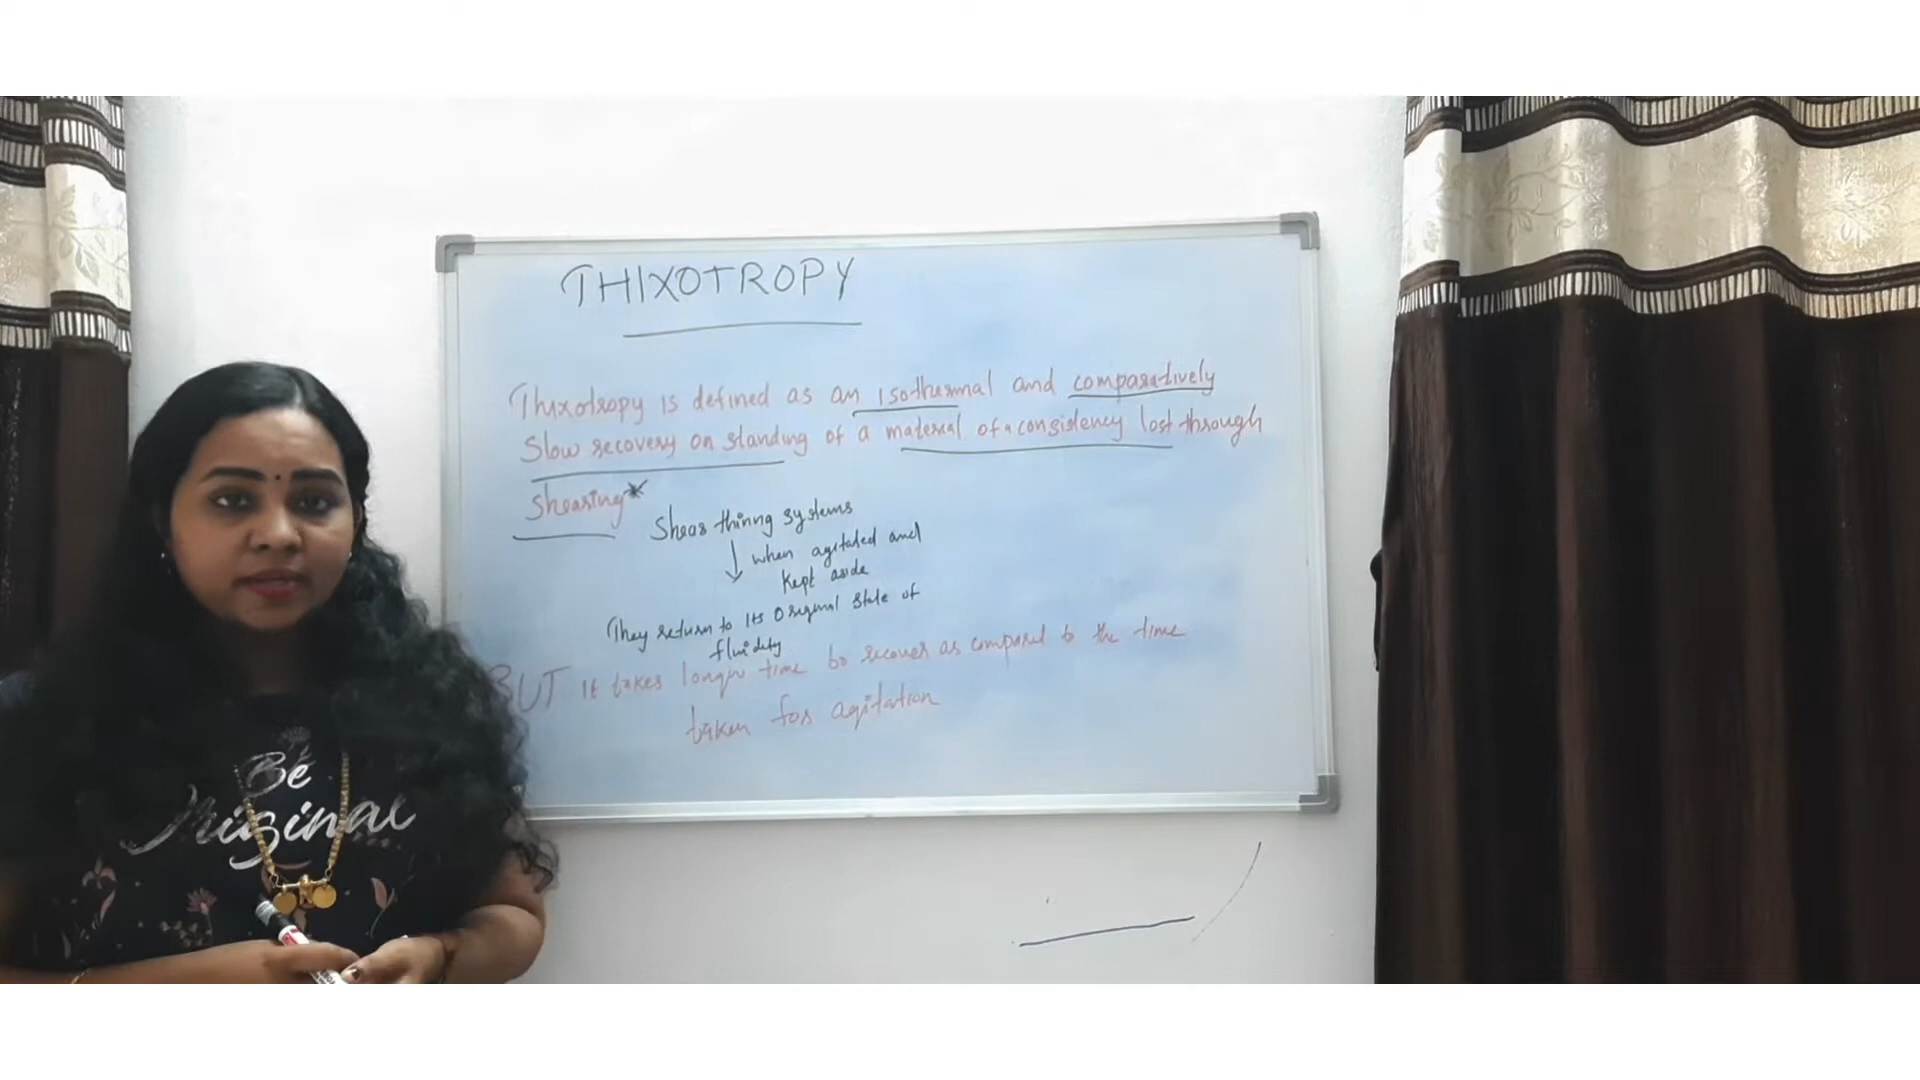 THIXOTROPY
Thixotropy is defined as an isothermal and comparatively
Slow recovery on standing of a material of a consistency lost through
Shearing*
Shear thinng systems
↓ when agitated and
kept aside
They return to its original state of
fluidity
BUT It takes longer time to recover as compared to the time
taken for agitation
Be
Original